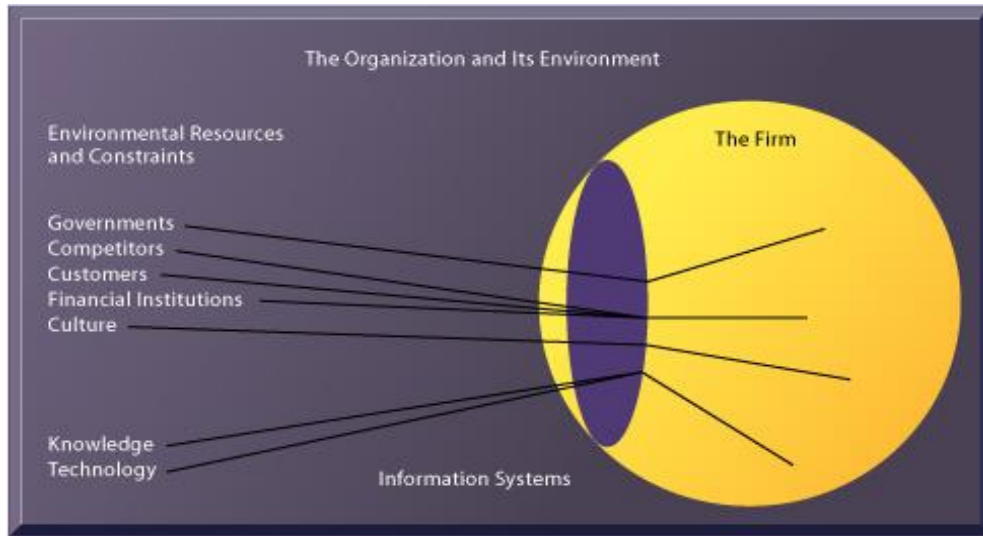 The Organization and Its Environment
Environmental Resources
and Constraints
The Firm
Governments
Competitors
Customers
Financial Institutions
Culture
Knowledge
Technology
Information Systems